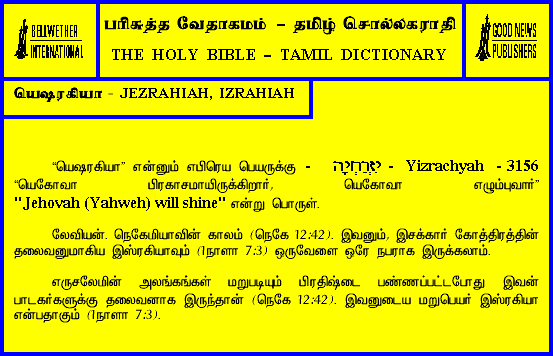 BELLWETHER
INTERNATIONAL
பரிசுத்த வேதாகமம் – தமிழ் சொல்லகராதி
THE HOLY BIBLE – TAMIL DICTIONARY
GOOD NEWS
PUBLISHERS
யெஷரகியா - JEZRAHIAH, IZRAHIAH
“யெஷரகியா” என்னும் எபிரெய பெயருக்கு - יִזְרַחְיָה - Yizrachyah - 3156
“யெகோவா பிரகாசமாயிருக்கிறார், யெகோவா எழும்புவார்”
"Jehovah (Yahweh) will shine" என்று பொருள்.
லேவியன். நெகேமியாவின் காலம் (நெகே 12:42). இவனும், இசக்கார் கோத்திரத்தின்
தலைவனுமாகிய இஸ்ரகியாவும் (1நாளா 7:3) ஒருவேளை ஒரே நபராக இருக்கலாம்.
எருசலேமின் அலங்கங்கள் மறுபடியும் பிரதிஷ்டை பண்ணப்பட்டபோது இவன்
பாடகர்களுக்கு தலைவனாக இருந்தான் (நெகே 12:42). இவனுடைய மறுபெயர் இஸ்ரகியா
என்பதாகும் (1நாளா 7:3).